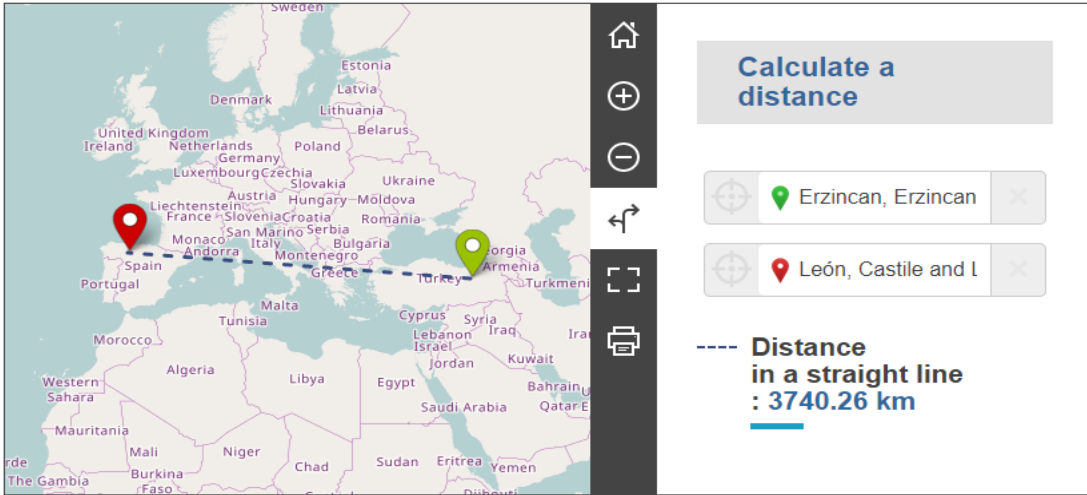 Sweden
Estonia
Latvia
Denmark
Lithuania
United Kingdom
Belarus
Ireland
Netherlands
Poland
Germany
Luxembourg
Czechia
Slovakia
Ukraine
Austria
Hungary
Moldova
Liechtenstein
France
Slovenia
Croatia
Romania
San Marino
Serbia
Monaco
Italy
Bulgaria
Andorra
Montenegro
eorgia
Spain
Greece
Turkey
Armenia
Portugal
Turkmeni
Malta
Cyprus
Syria
Tunisia
Lebanon
Iraq
Ira
Morocco
Israel
Jordan
Kuwait
Algeria
Libya
Egypt
Western
Sahara
Bahrain
U
Saudi Arabia
Qatar
E
Mauritania
Mali
Niger
Chad
Sudan
Eritrea
Yemen
rde
The Gambia
Burkina
Faso
Djibouti
Calculate a
distance
Erzincan, Erzincan
León, Castile and L
Distance
in a straight line
: 3740.26 km